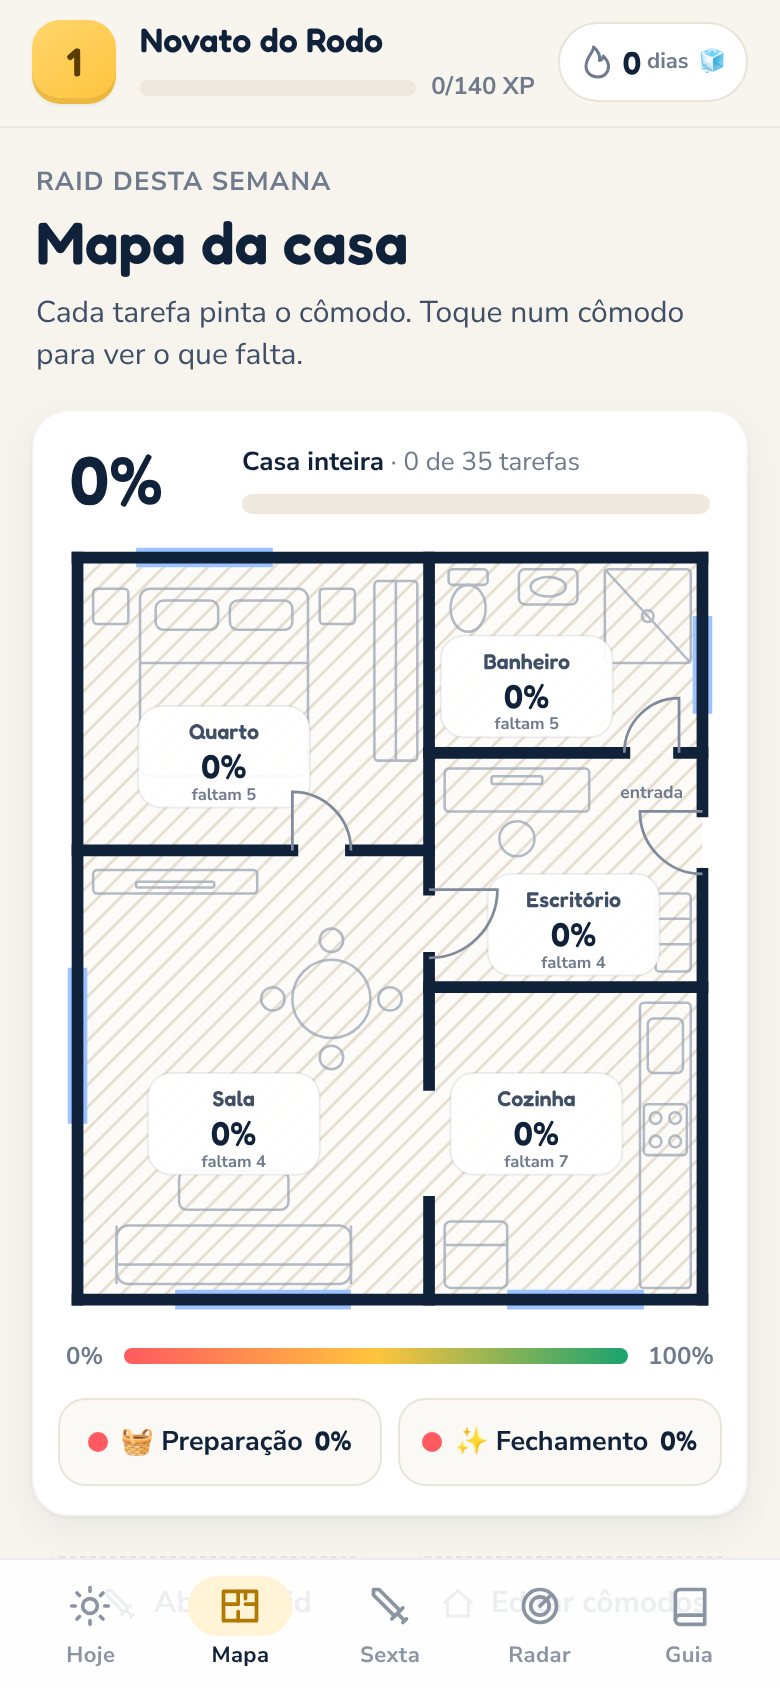 1
Novato do Rodo
0/140 XP
0 dias
RAID DESTA SEMANA
Mapa da casa
Cada tarefa pinta o cômodo. Toque num cômodo
para ver o que falta.
0%
Casa inteira · 0 de 35 tarefas
Banheiro
0%
faltam 5
Quarto
0%
faltam 5
entrada
Escritório
0%
faltam 4
Sala
0%
faltam 4
Cozinha
0%
faltam 7
0%
100%
🧺 Preparação 0%
✨ Fechamento 0%
Hoje
Mapa
Sexta
Radar
Guia